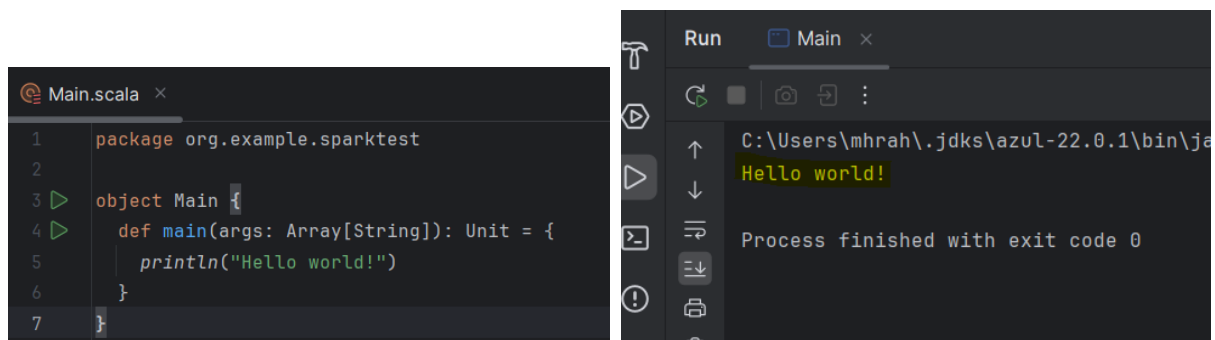 Main.scala ×
1 package org.example.sparktest
2
3 object Main {
4 def main(args: Array[String]): Unit = {
5 println("Hello world!")
6 }
7 }
Run Main ×
C:\Users\mhrah\.jdks\azul-22.0.1\bin\ja
Hello world!
Process finished with exit code 0